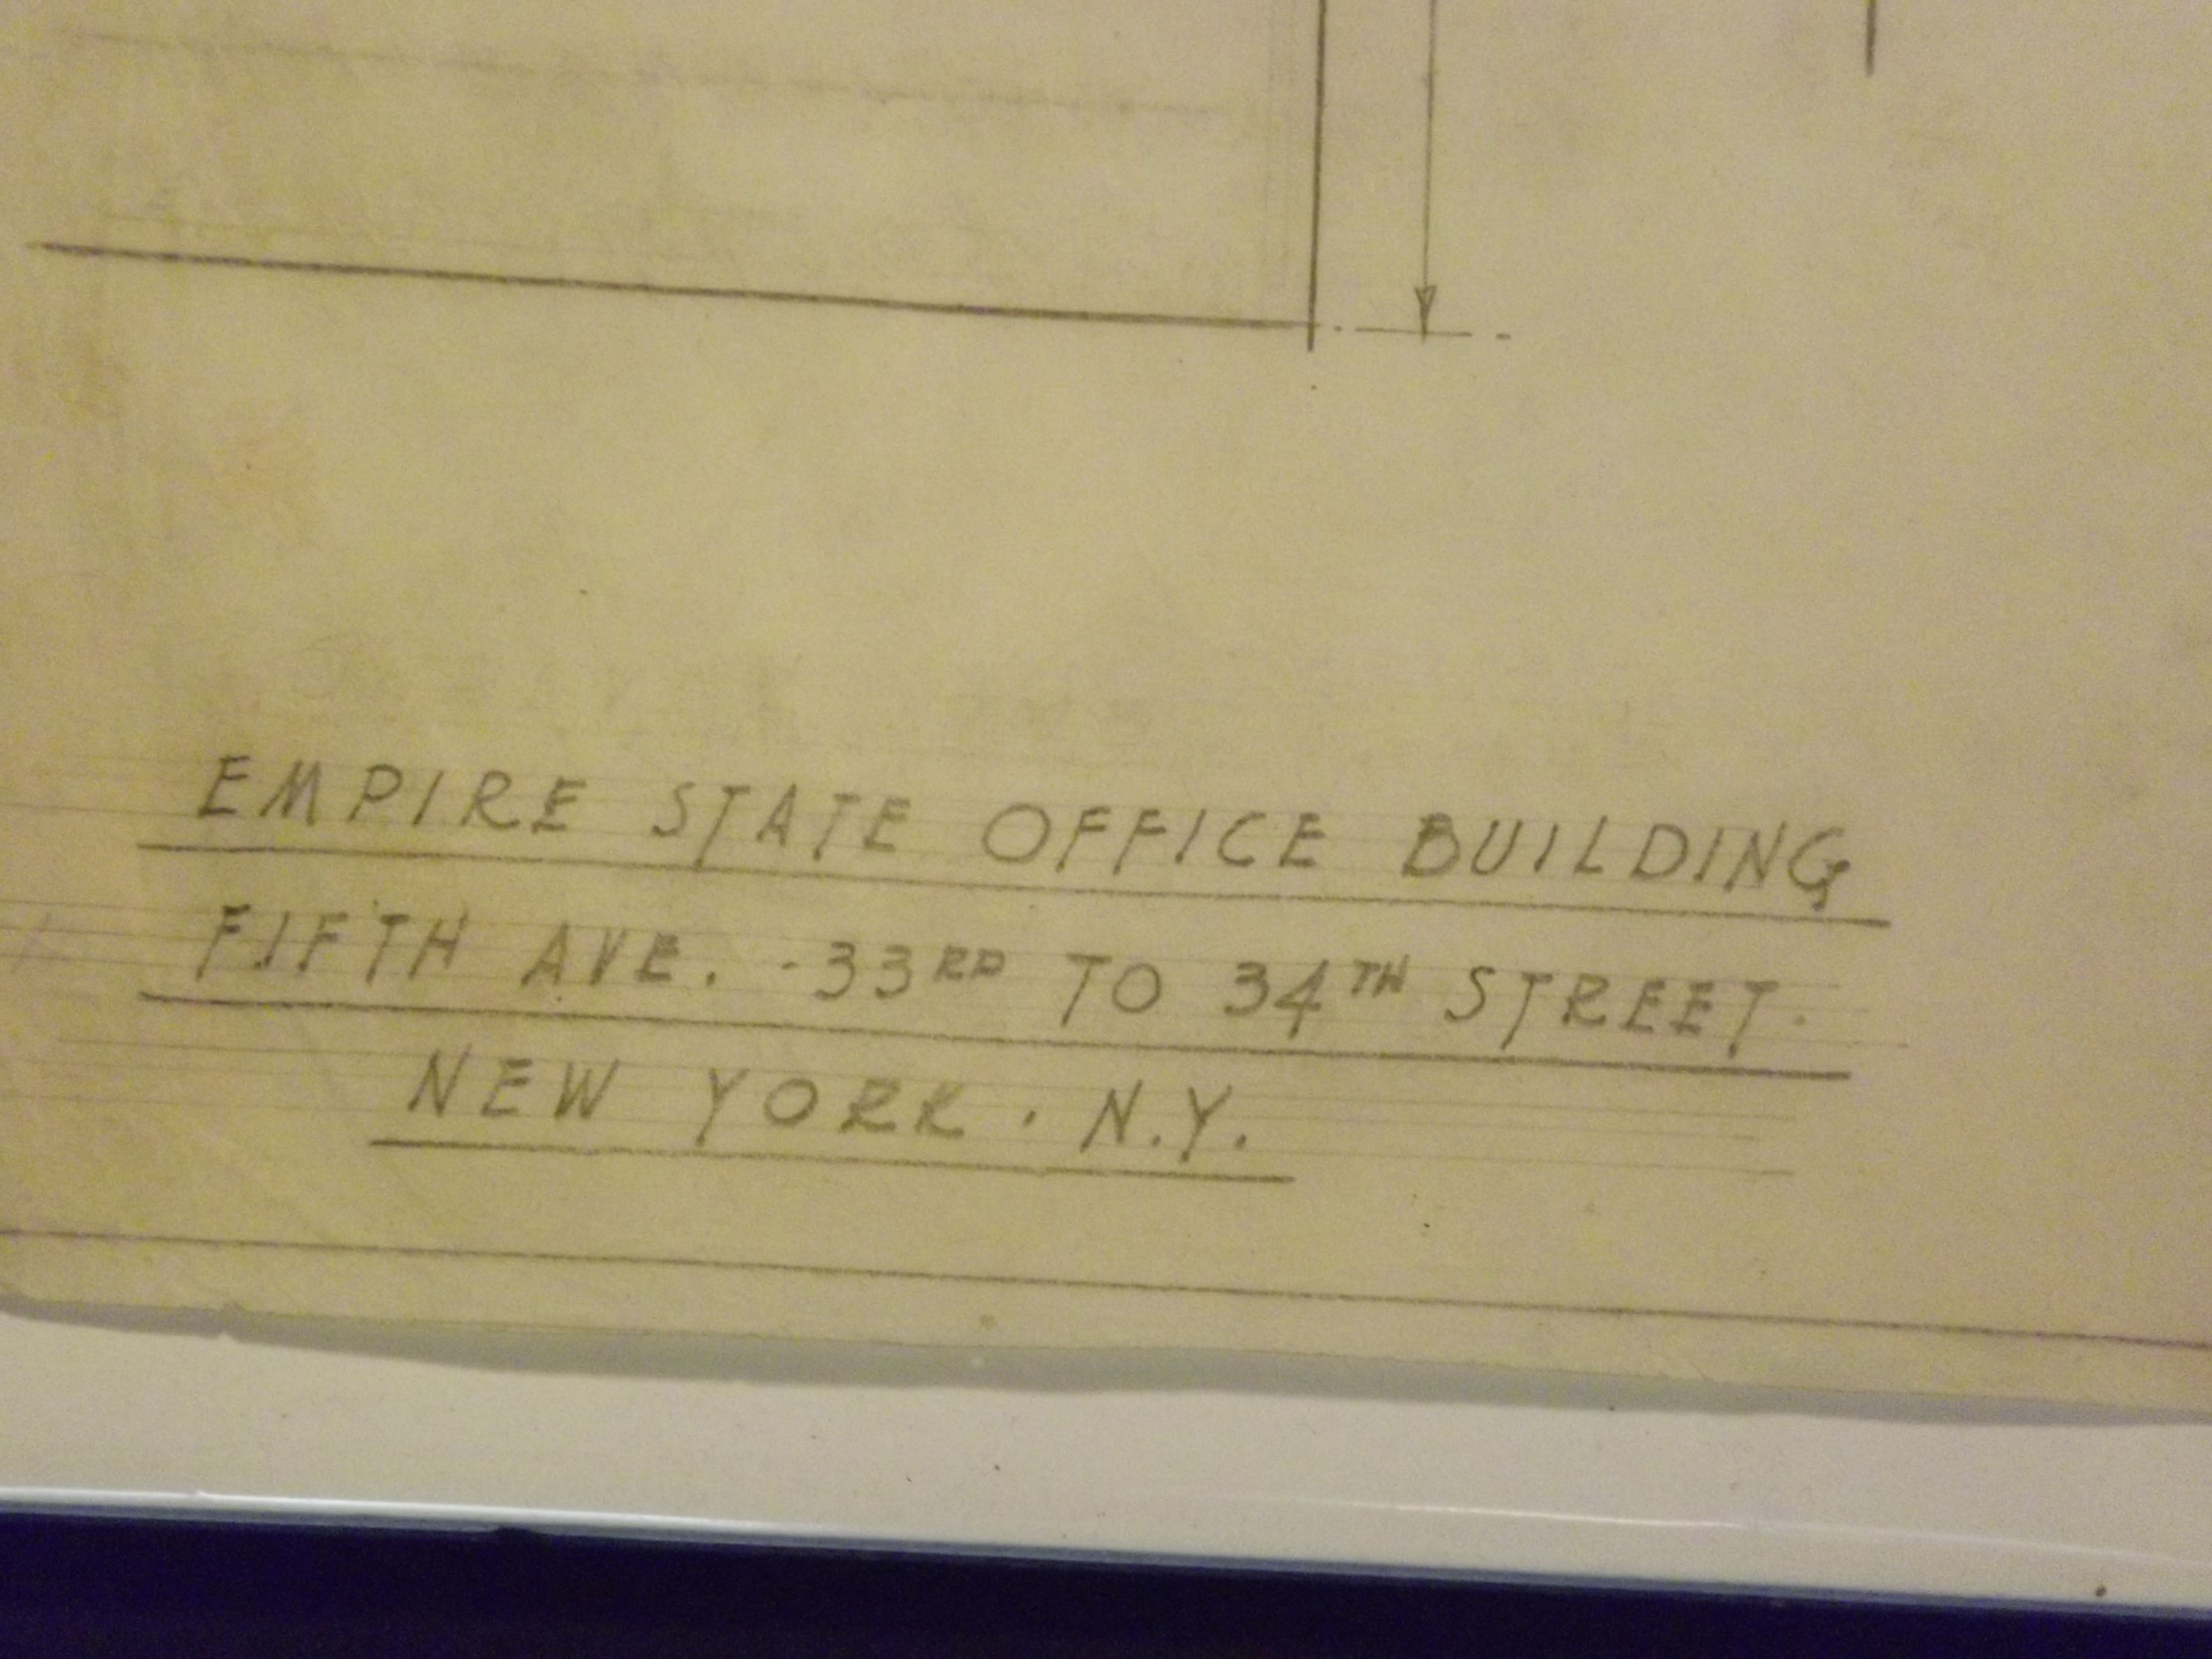 EMPIRE STATE OFFICE BUILDING
FIFTH AVE. -33RD TO 34TH STREET.
NEW YORK. N.Y.